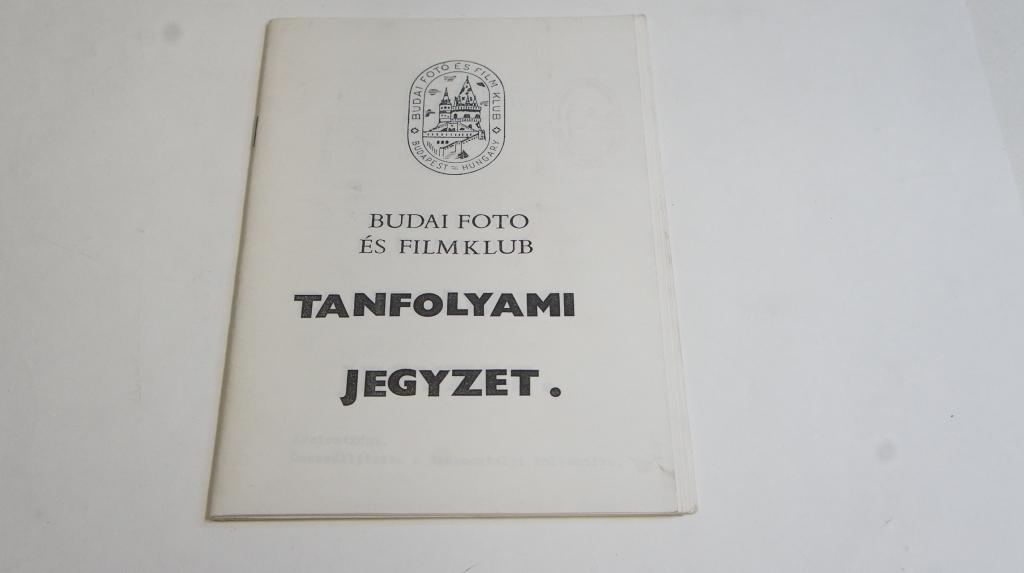 BUDAI FOTO ÉS FILM KLUB
BUDAPEST HUNGARY
BUDAI FOTO
ÉS FILMKLUB
TANFOLYAMI
JEGYZET.